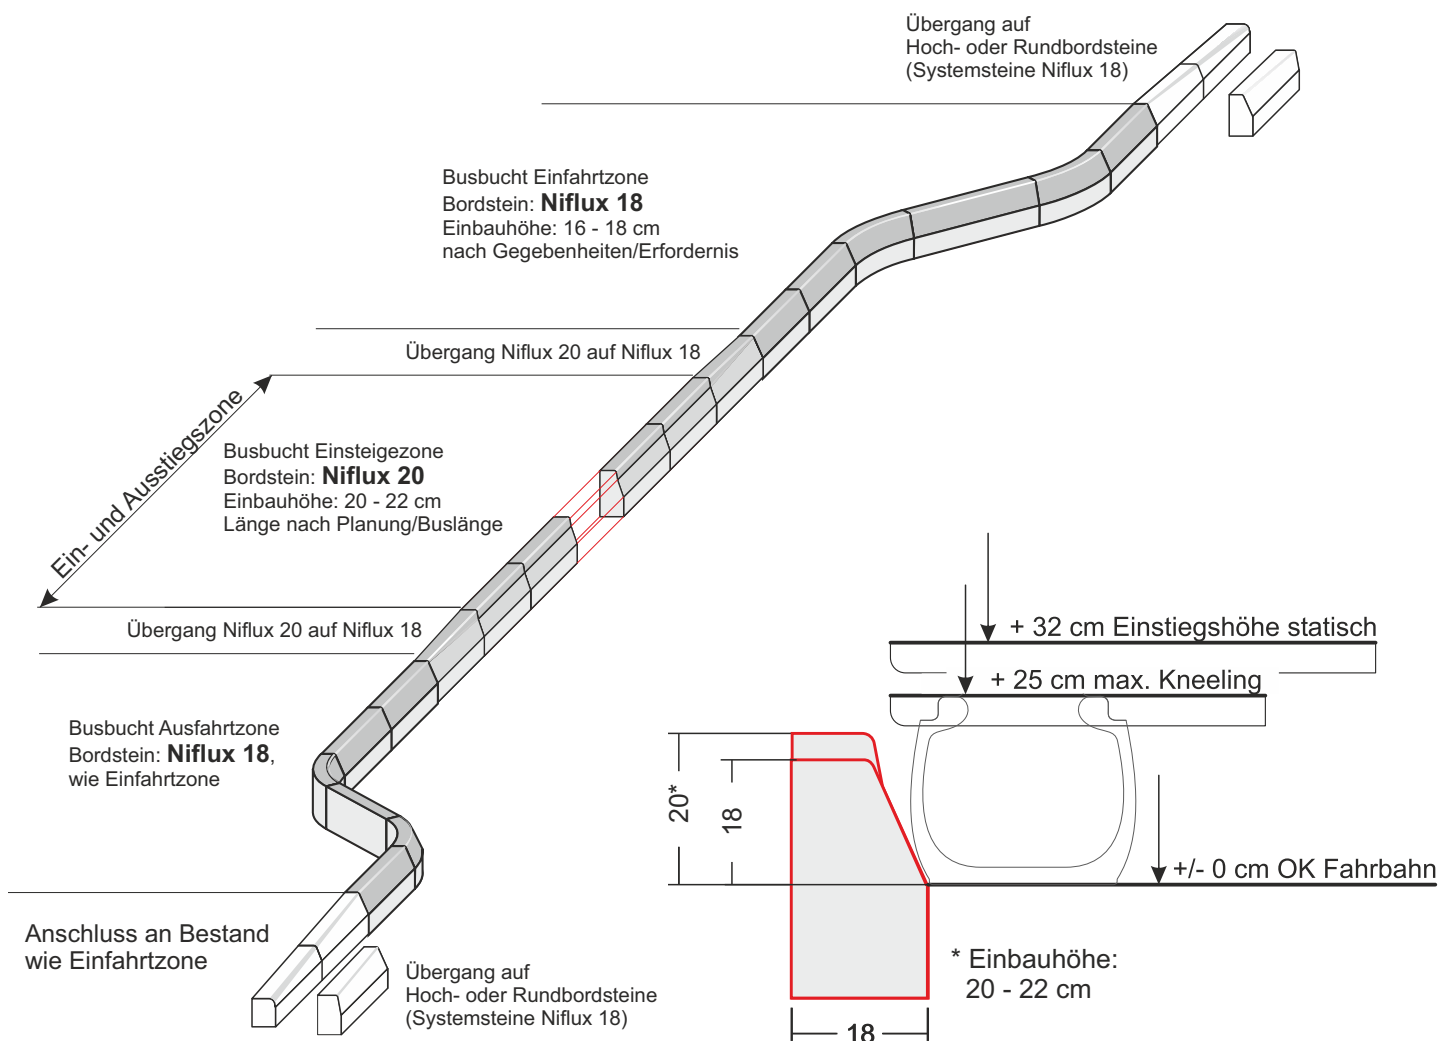 Übergang auf
Hoch- oder Rundbordsteine
(Systemsteine Niflux 18)
Busbucht Einfahrtzone
Bordstein: Niflux 18
Einbauhöhe: 16 - 18 cm
nach Gegebenheiten/Erfordernis
Übergang Niflux 20 auf Niflux 18
Ein- und Ausstiegszone
Busbucht Einsteigezone
Bordstein: Niflux 20
Einbauhöhe: 20 - 22 cm
Länge nach Planung/Buslänge
Übergang Niflux 20 auf Niflux 18
Busbucht Ausfahrtzone
Bordstein: Niflux 18,
wie Einfahrtzone
Anschluss an Bestand
wie Einfahrtzone
Übergang auf
Hoch- oder Rundbordsteine
(Systemsteine Niflux 18)
+ 32 cm Einstiegshöhe statisch
+ 25 cm max. Kneeling
20*
18
+/- 0 cm OK Fahrbahn
* Einbauhöhe:
20 - 22 cm
18